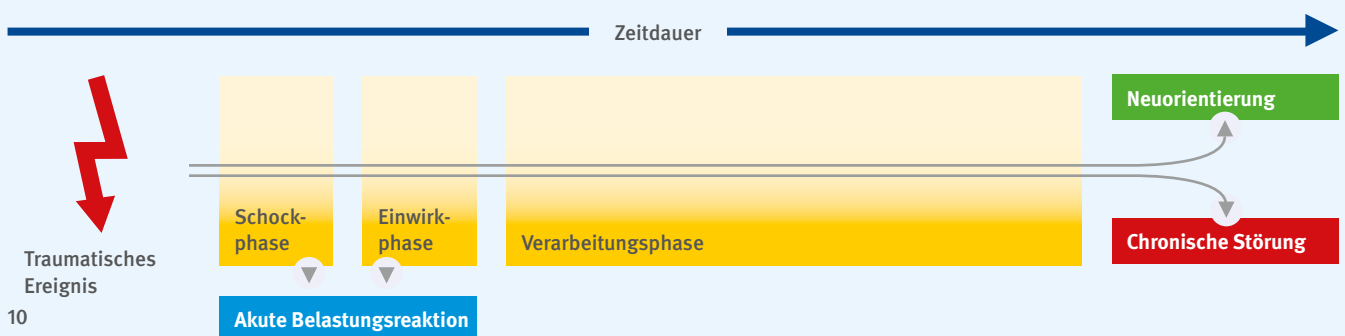 Zeitdauer
Neuorientierung
Schock-
phase
Einwirk-
phase
Verarbeitungsphase
Chronische Störung
Traumatisches
Ereignis
Akute Belastungsreaktion
10